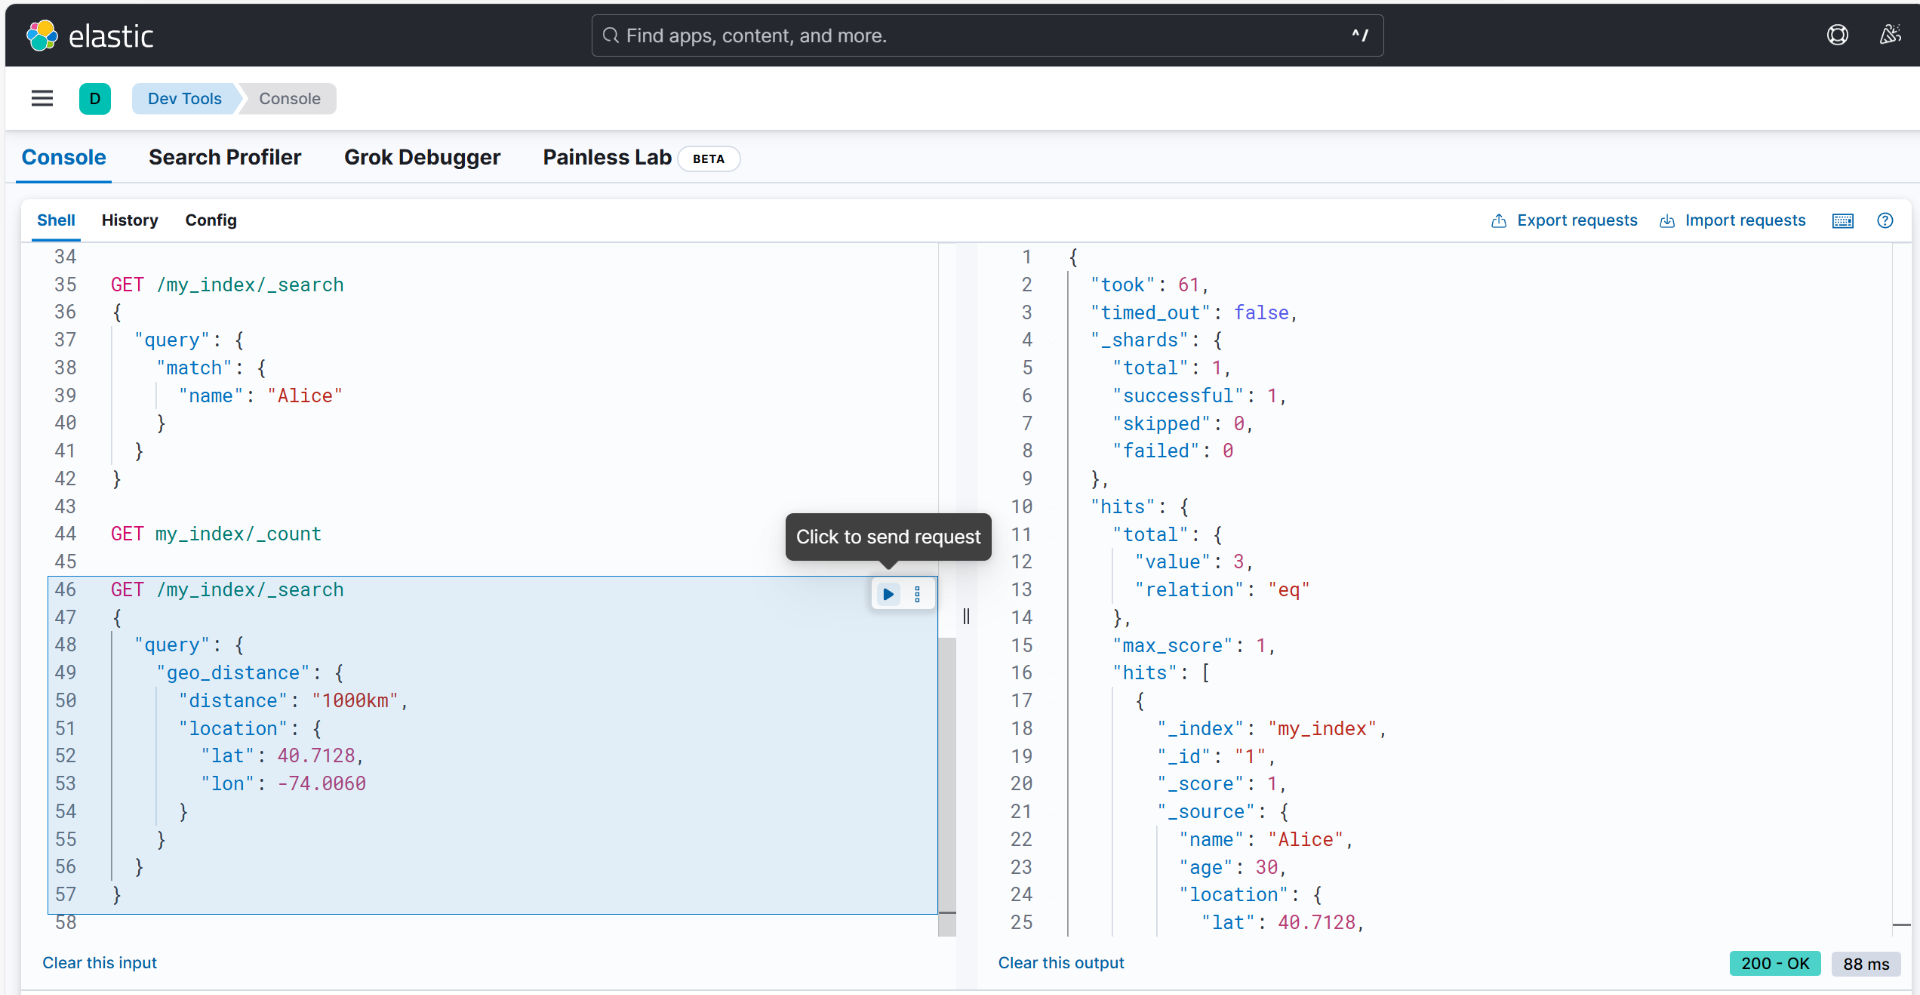 elastic
Find apps, content, and more.
^/
D
Dev Tools
Console
Console
Search Profiler
Grok Debugger
Painless Lab
BETA
Shell
History
Config
Export requests
Import requests
34
35 GET /my_index/_search
36 {
37 "query": {
38 "match": {
39 "name": "Alice"
40 }
41 }
42 }
43
44 GET my_index/_count
45
46 GET /my_index/_search
47 {
48 "query": {
49 "geo_distance": {
50 "distance": "1000km",
51 "location": {
52 "lat": 40.7128,
53 "lon": -74.0060
54 }
55 }
56 }
57 }
58
Click to send request
1 {
2 "took": 61,
3 "timed_out": false,
4 "_shards": {
5 "total": 1,
6 "successful": 1,
7 "skipped": 0,
8 "failed": 0
9 },
10 "hits": {
11 "total": {
12 "value": 3,
13 "relation": "eq"
14 },
15 "max_score": 1,
16 "hits": [
17 {
18 "_index": "my_index",
19 "_id": "1",
20 "_score": 1,
21 "_source": {
22 "name": "Alice",
23 "age": 30,
24 "location": {
25 "lat": 40.7128,
Clear this input
Clear this output
200 - OK
88 ms